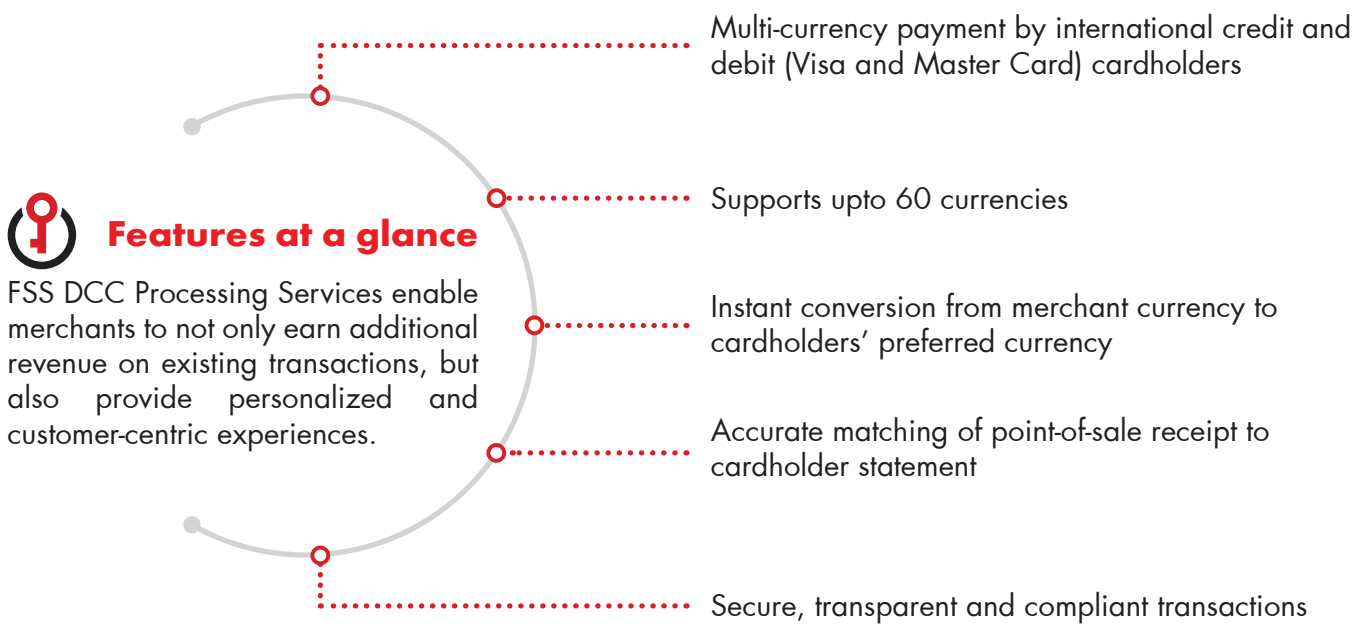 Features at a glance
FSS DCC Processing Services enable
merchants to not only earn additional
revenue on existing transactions, but
also provide personalized and
customer-centric experiences.
Multi-currency payment by international credit and
debit (Visa and Master Card) cardholders
Supports upto 60 currencies
Instant conversion from merchant currency to
cardholders’ preferred currency
Accurate matching of point-of-sale receipt to
cardholder statement
Secure, transparent and compliant transactions